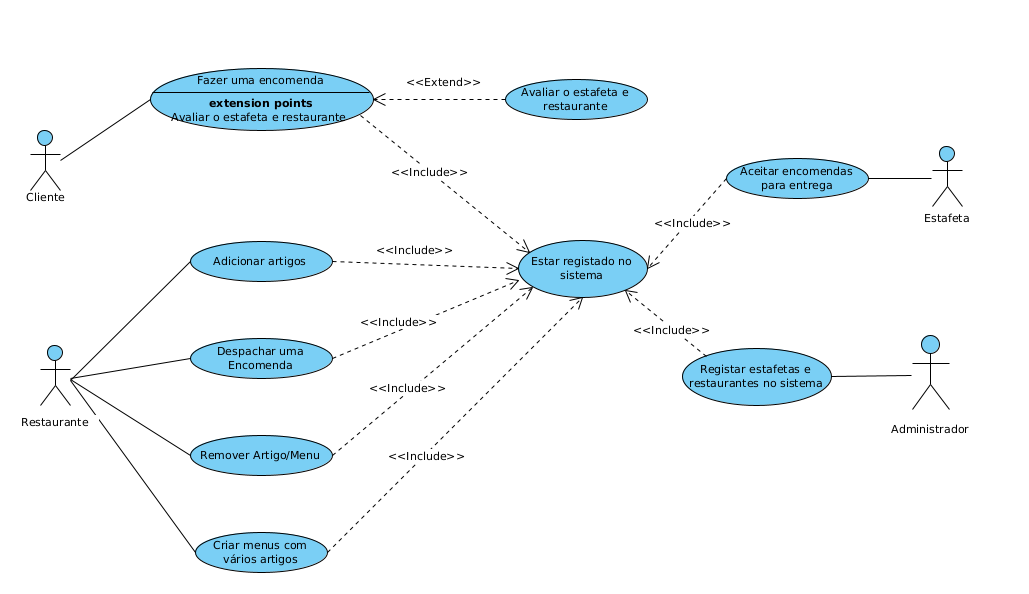 <<Extend>>
Fazer uma encomenda
extension points
Avaliar o estafeta e restaurante
Avaliar o estafeta e
restaurante
Cliente
<<Include>>
Aceitar encomendas
para entrega
Estafeta
<<Include>>
<<Include>>
Adicionar artigos
Estar registado no
sistema
<<Include>>
<<Include>>
Despachar uma
Encomenda
Registar estafetas e
restaurantes no sistema
<<Include>>
Restaurante
Administrador
Remover Artigo/Menu
<<Include>>
Criar menus com
vários artigos